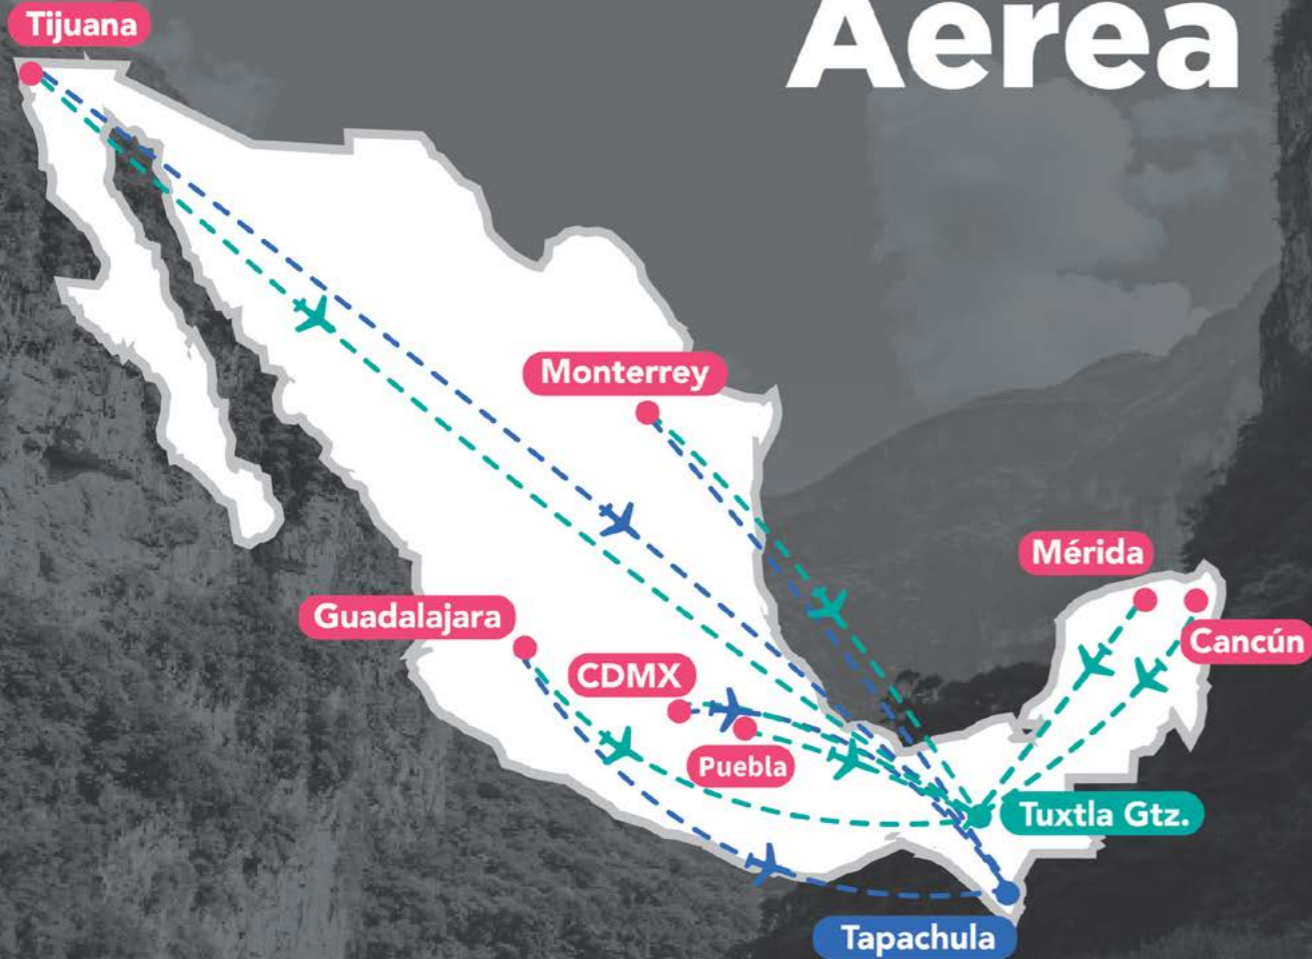 Aerea
Tijuana
Monterrey
Mérida
Guadalajara
Cancún
CDMX
Puebla
Tuxtla Gtz.
Tapachula